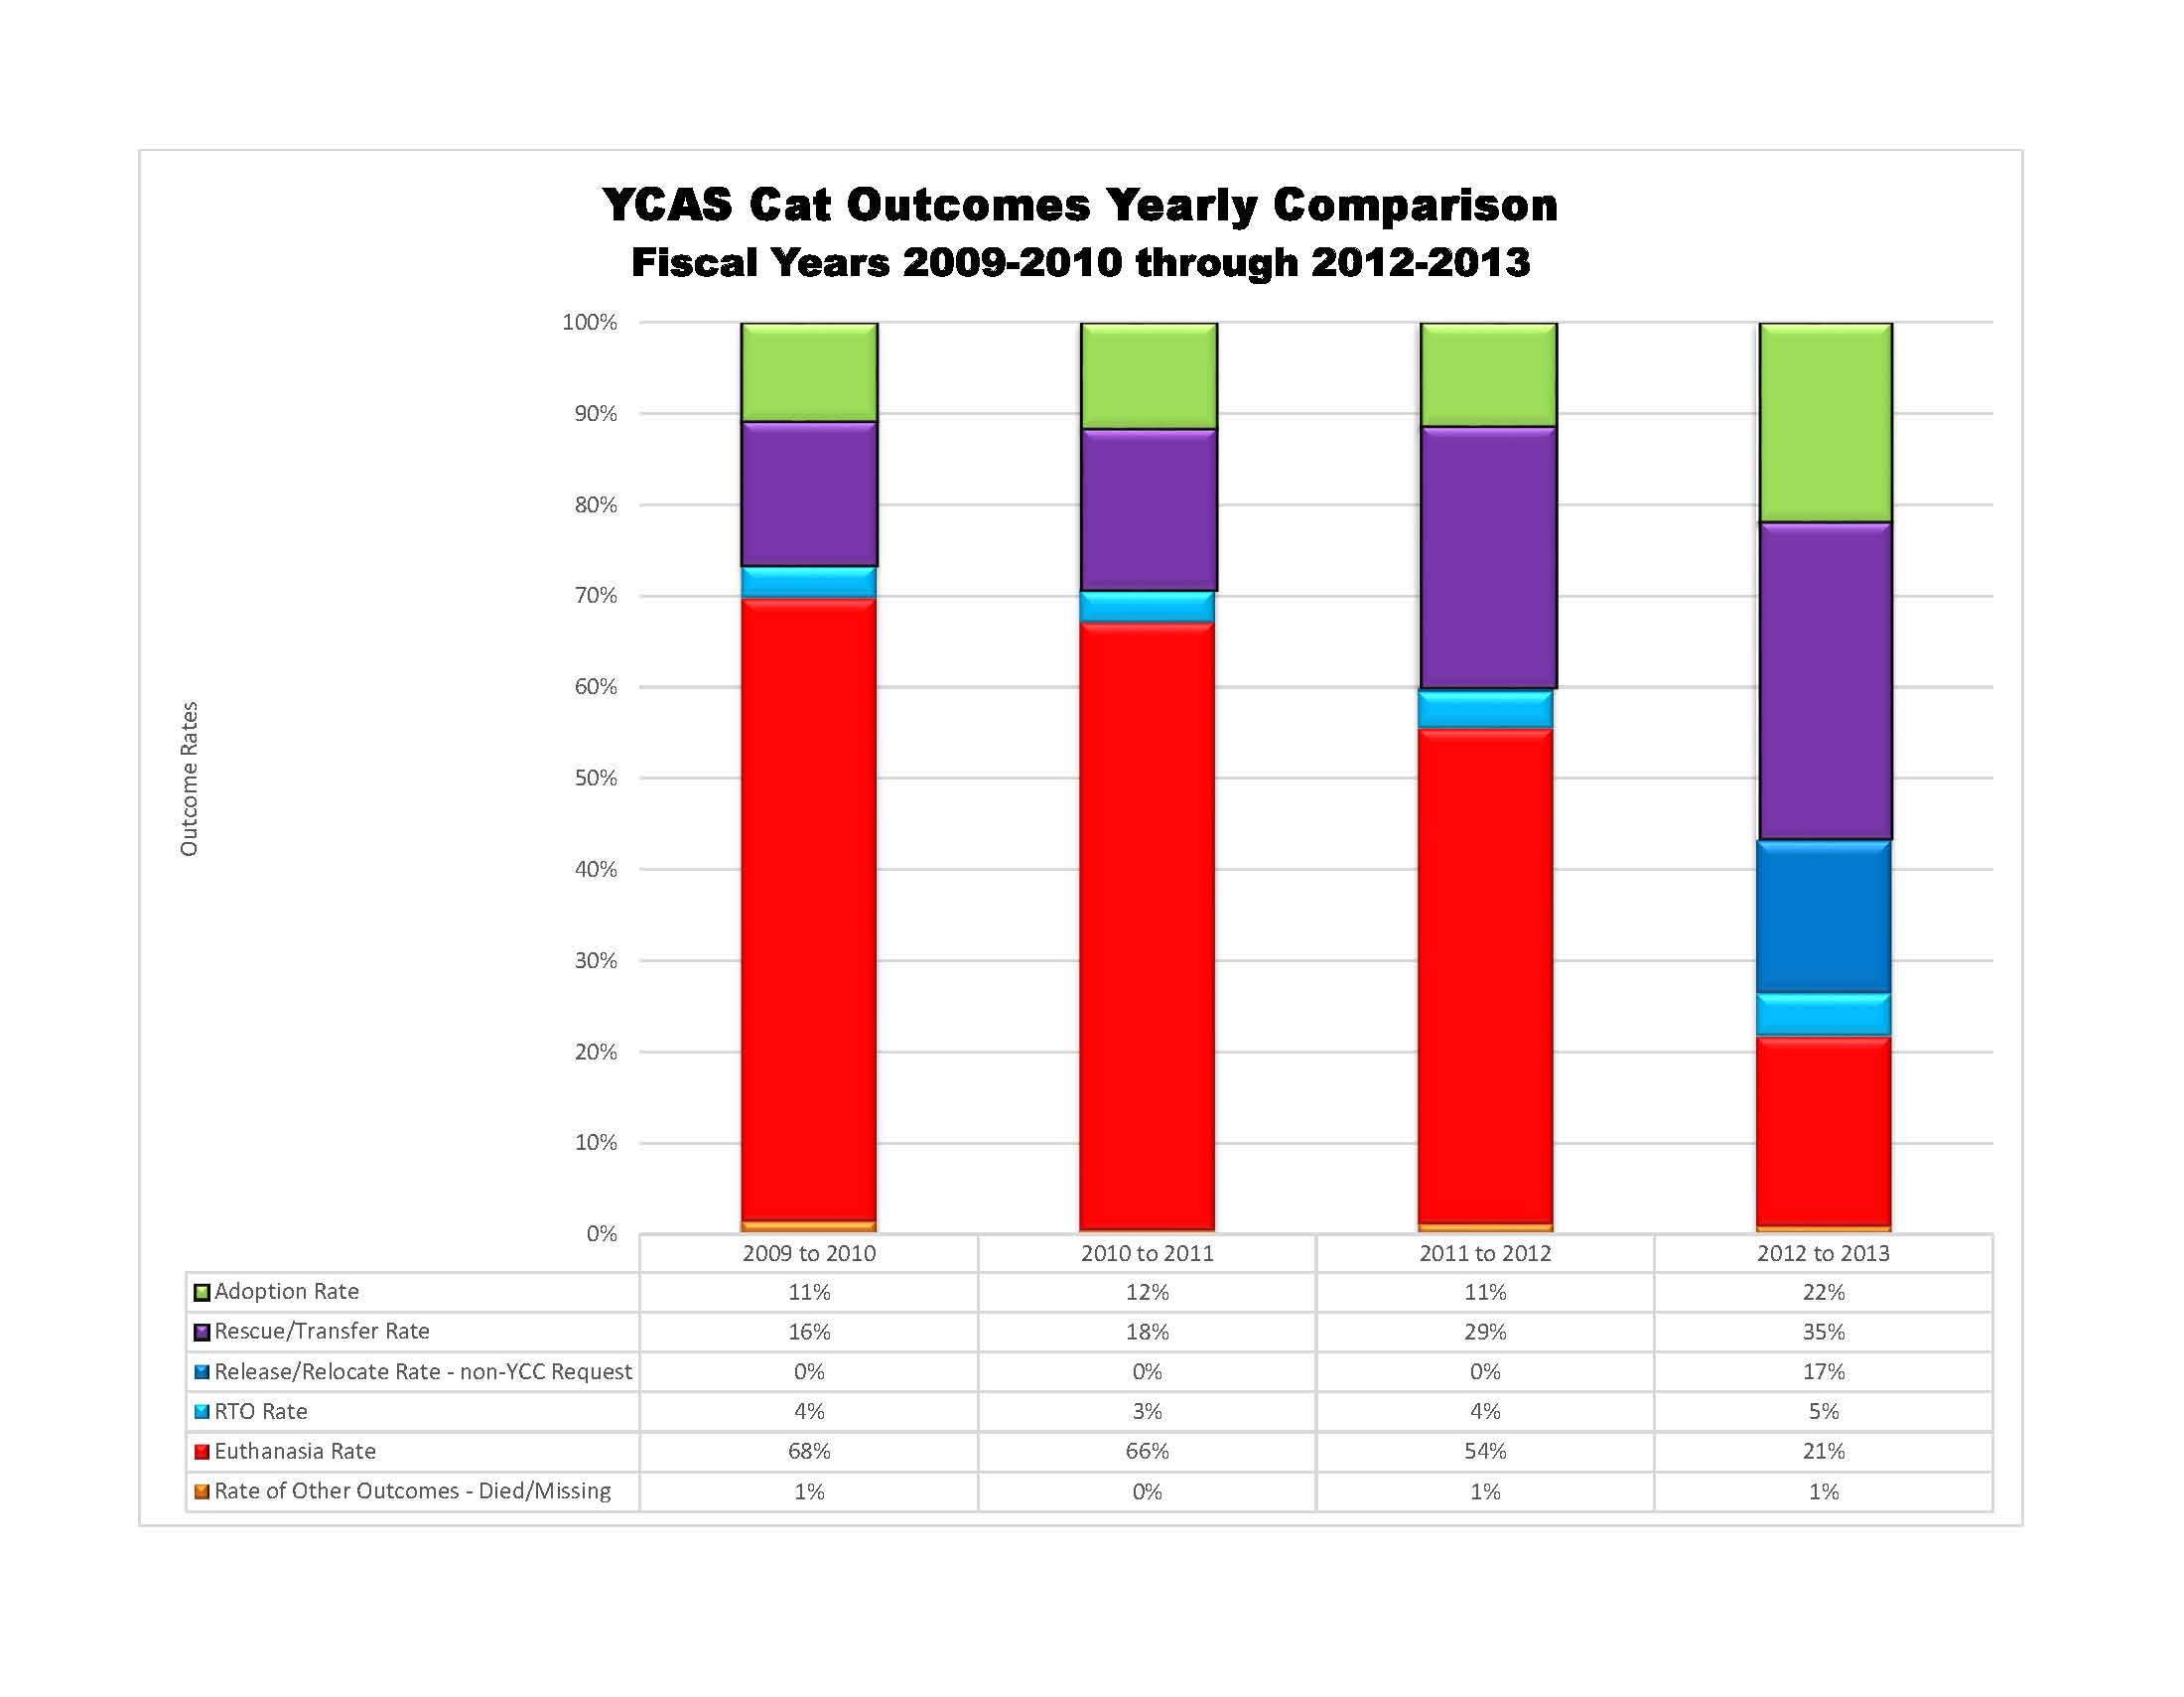 YCAS Cat Outcomes Yearly Comparison
Fiscal Years 2009-2010 through 2012-2013
Outcome Rates
100%
90%
80%
70%
60%
50%
40%
30%
20%
10%
0%
2009 to 2010 2010 to 2011 2011 to 2012 2012 to 2013
Adoption Rate 11% 12% 11% 22%
Rescue/Transfer Rate 16% 18% 29% 35%
Release/Relocate Rate - non-YCC Request 0% 0% 0% 17%
RTO Rate 4% 3% 4% 5%
Euthanasia Rate 68% 66% 54% 21%
Rate of Other Outcomes - Died/Missing 1% 0% 1% 1%